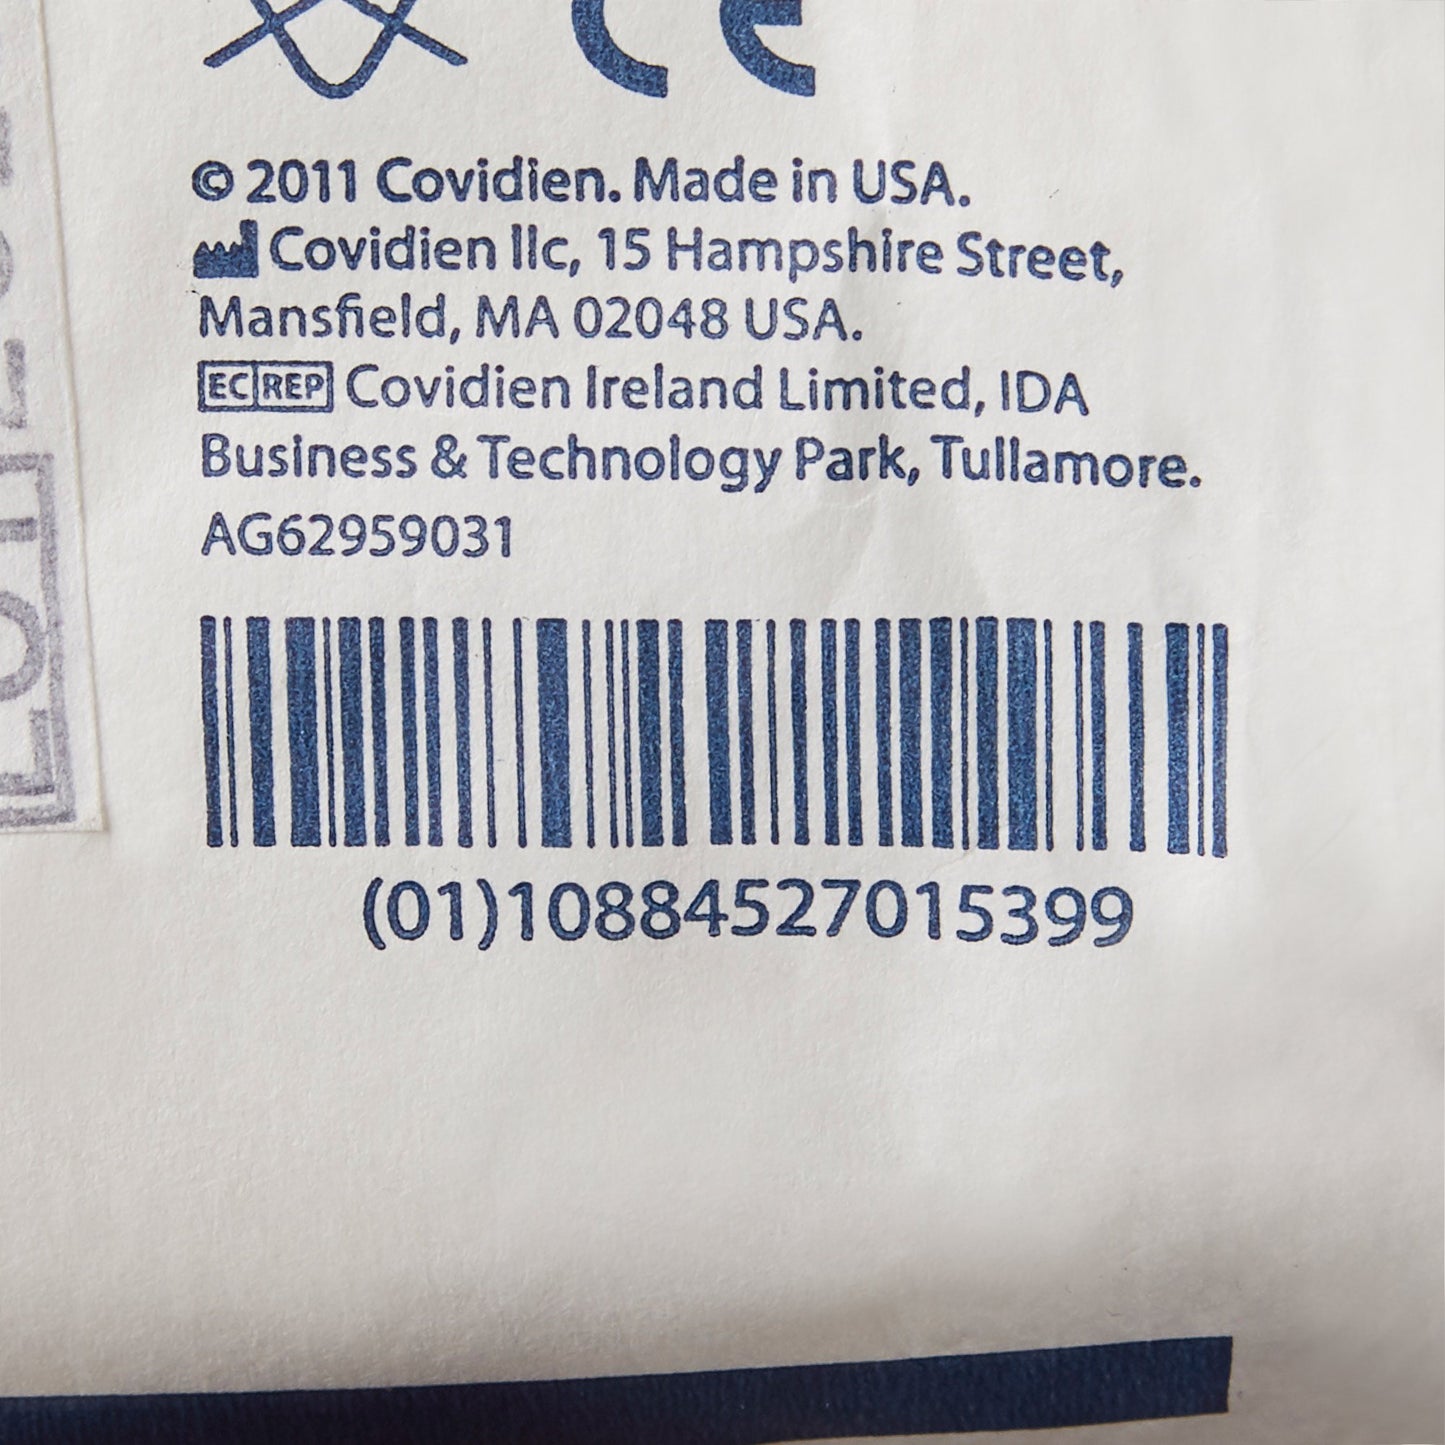 CE
© 2011 Covidien. Made in USA.
Covidien llc, 15 Hampshire Street,
Mansfield, MA 02048 USA.
EC REP Covidien Ireland Limited, IDA
Business & Technology Park, Tullamore.
AG62959031
(01)10884527015399